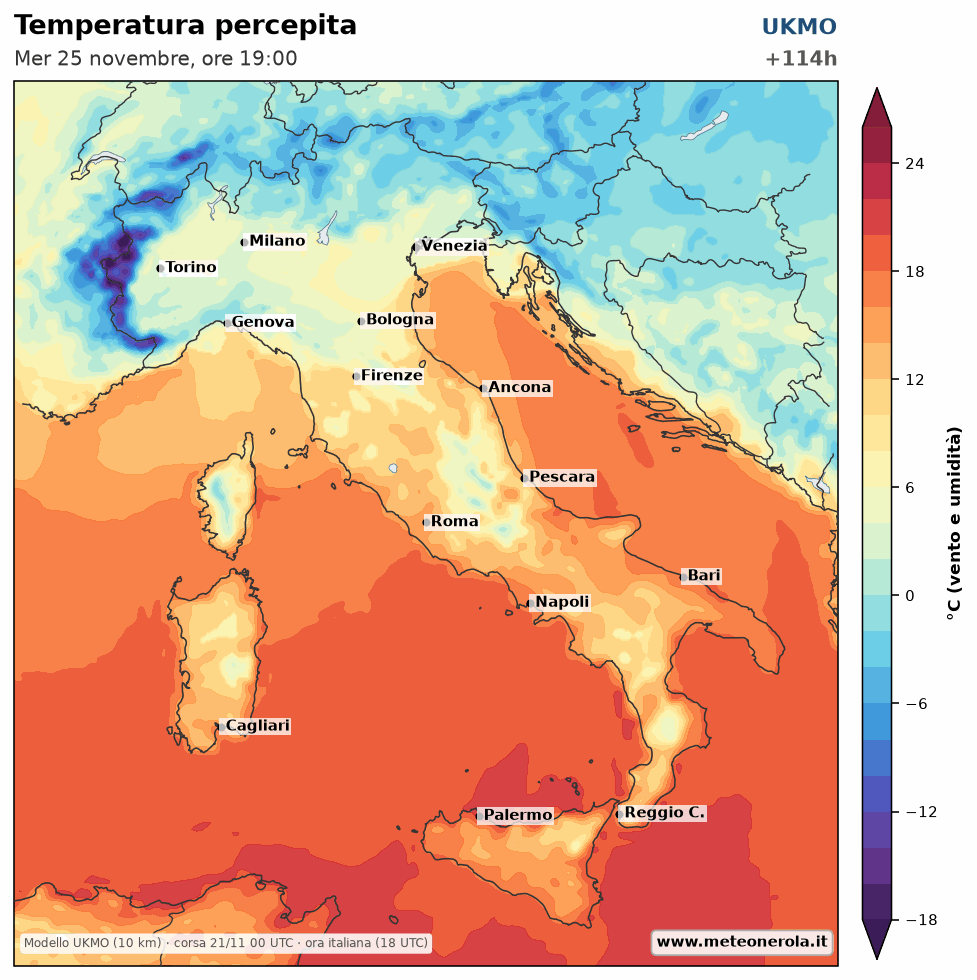 Temperatura percepita
UKMO
Mer 25 novembre, ore 19:00
+114h
Milano
Venezia
Torino
Genova
Bologna
Firenze
Ancona
Pescara
Roma
Bari
Napoli
Cagliari
Palermo
Reggio C.
24
18
12
6
0
−6
−12
−18
°C (vento e umidità)
Modello UKMO (10 km) · corsa 21/11 00 UTC · ora italiana (18 UTC)
www.meteonerola.it